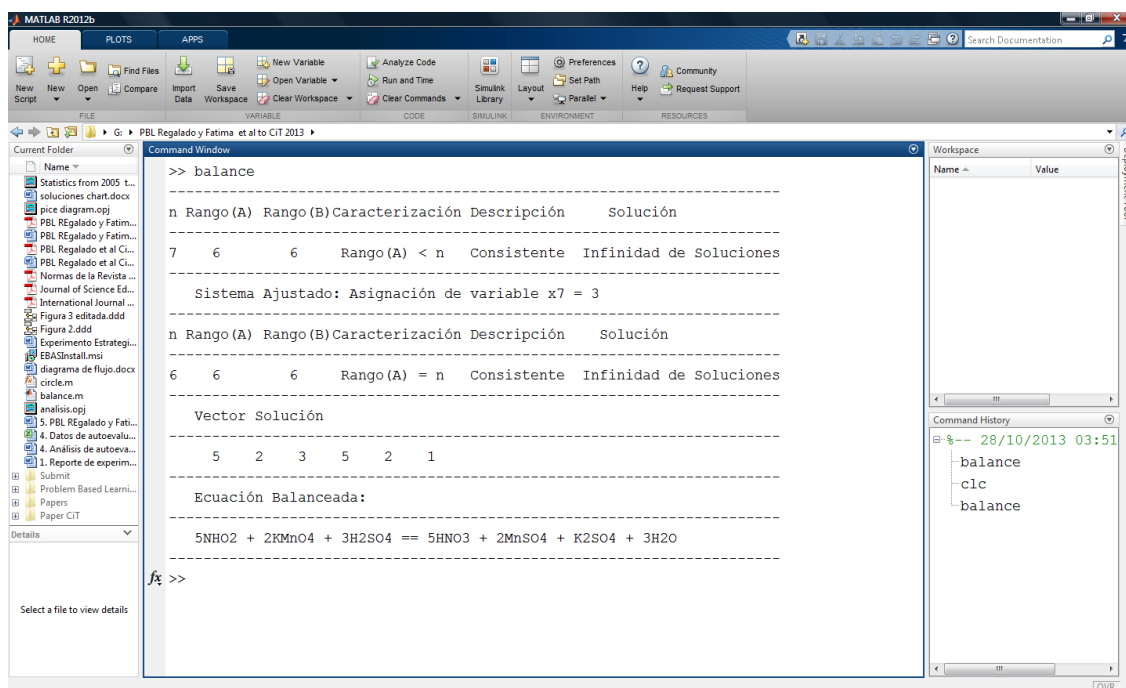 MATLAB R2012b
HOME PLOTS APPS
Search Documentation
New Script
New
Open
Find Files
Compare
Import Data
Save Workspace
New Variable
Open Variable
Clear Workspace
Analyze Code
Run and Time
Clear Commands
Simulink Library
Layout
Preferences
Set Path
Parallel
Help
Community
Request Support
FILE VARIABLE CODE SIMULINK ENVIRONMENT RESOURCES
G: PBL Regalado y Fatima et al to CiT 2013
Current Folder
Name
Statistics from 2005 t...
soluciones chart.docx
pice diagram.opj
PBL REgalado y Fatim...
PBL REgalado y Fatim...
PBL Regalado et al Ci...
PBL Regalado et al Ci...
Normas de la Revista ...
Journal of Science Ed...
International Journal ...
Figura 3 editada.ddd
Figura 2.ddd
Experimento Estrategi...
EBASInstall.msi
diagrama de flujo.docx
circle.m
balance.m
analisis.opj
5. PBL REgalado y Fati...
4. Datos de autoevalu...
4. Análisis de autoeva...
1. Reporte de experim...
Submit
Problem Based Learni...
Papers
Paper CiT
Details
Select a file to view details
Command Window
>> balance
n Rango(A) Rango(B)Caracterización Descripción Solución
7 6 6 Rango(A) < n Consistente Infinidad de Soluciones
Sistema Ajustado: Asignación de variable x7 = 3
n Rango(A) Rango(B)Caracterización Descripción Solución
6 6 6 Rango(A) = n Consistente Infinidad de Soluciones
Vector Solución
5 2 3 5 2 1
Ecuación Balanceada:
5NHO2 + 2KMnO4 + 3H2SO4 == 5HNO3 + 2MnSO4 + K2SO4 + 3H2O
fx >>
Workspace
Name Value
Command History
%-- 28/10/2013 03:51
balance
clc
balance
OVR